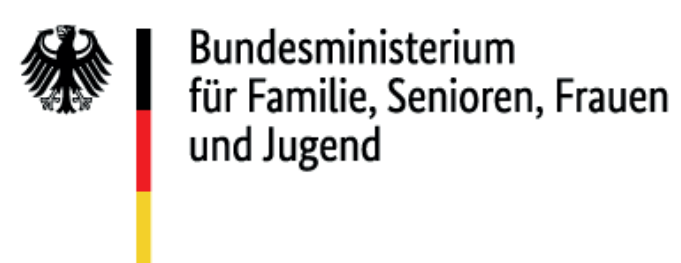 Bundesministerium
für Familie, Senioren, Frauen
und Jugend